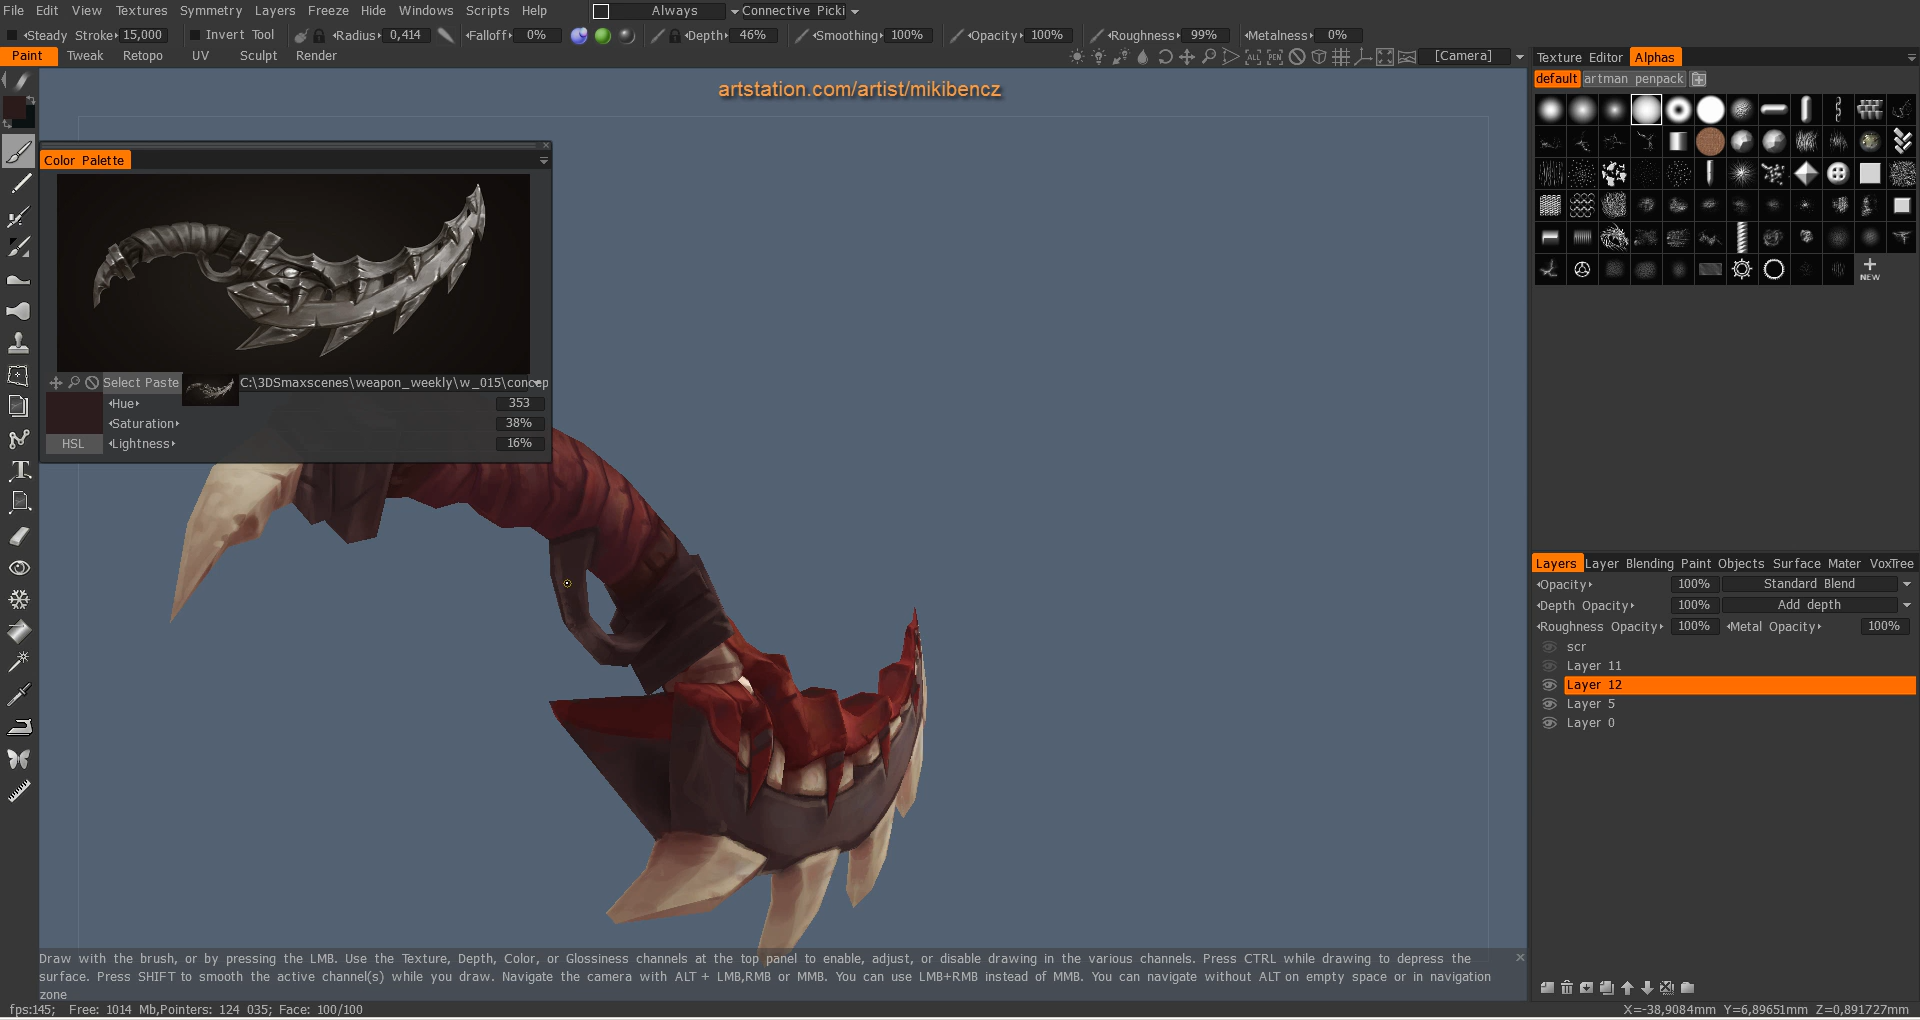 File Edit View Textures Symmetry Layers Freeze Hide Windows Scripts Help Always Connective Picki
Steady Stroke 15,000 Invert Tool Radius 0,414 Falloff 0% Depth 46% Smoothing 100% Opacity 100% Roughness 99% Metalness 0%
Paint Tweak Retopo UV Sculpt Render [Camera]
Texture Editor Alphas
default artman penpack
artstation.com/artist/mikibencz
Color Palette
Select Paste C:\3DSmaxscenes\weapon_weekly\w_015\concep
Hue 353
Saturation 38%
HSL Lightness 16%
NEW
Layers Layer Blending Paint Objects Surface Mater VoxTree
Opacity 100% Standard Blend
Depth Opacity 100% Add depth
Roughness Opacity 100% Metal Opacity 100%
scr
Layer 11
Layer 12
Layer 5
Layer 0
Draw with the brush, or by pressing the LMB. Use the Texture, Depth, Color, or Glossiness channels at the top panel to enable, adjust, or disable drawing in the various channels. Press CTRL while drawing to depress the
surface. Press SHIFT to smooth the active channel(s) while you draw. Navigate the camera with ALT + LMB,RMB or MMB. You can use LMB+RMB instead of MMB. You can navigate without ALT on empty space or in navigation
zone
fps:145; Free: 1014 Mb,Pointers: 124 035; Face: 100/100 X=-38,9084mm Y=6,89651mm Z=0,891727mm